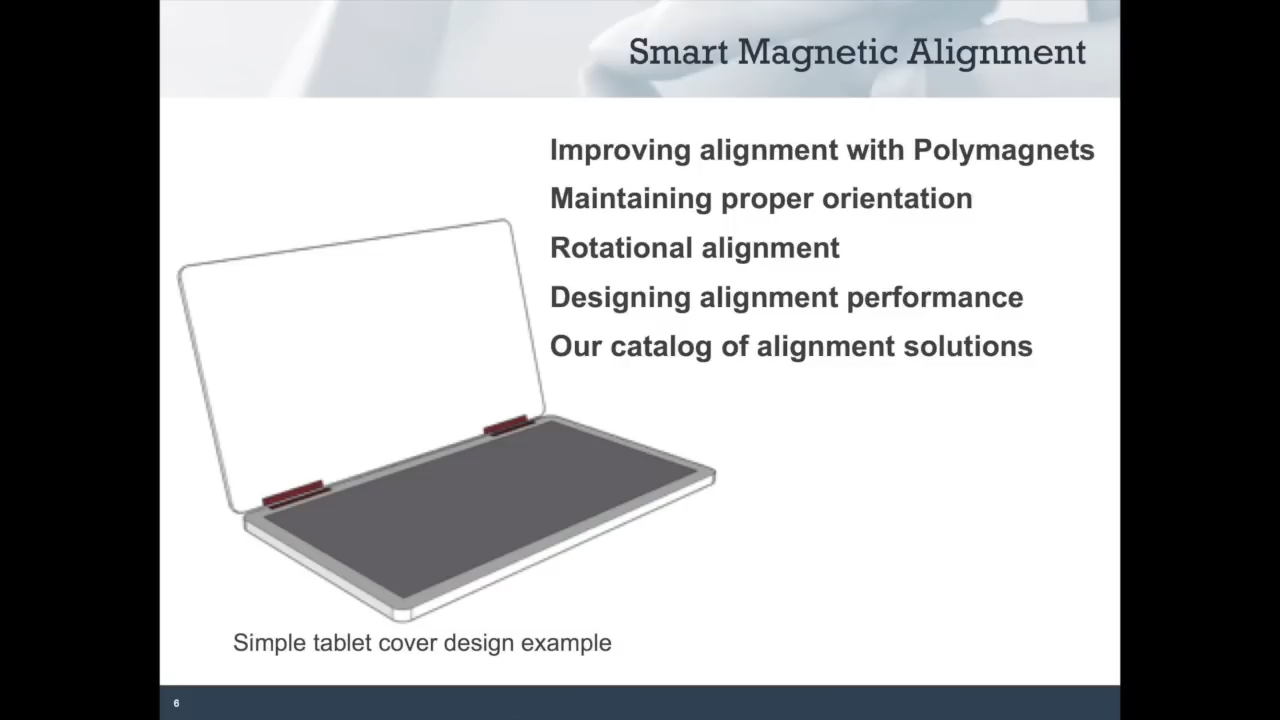 Smart Magnetic Alignment
Improving alignment with Polymagnets
Maintaining proper orientation
Rotational alignment
Designing alignment performance
Our catalog of alignment solutions
Simple tablet cover design example
6